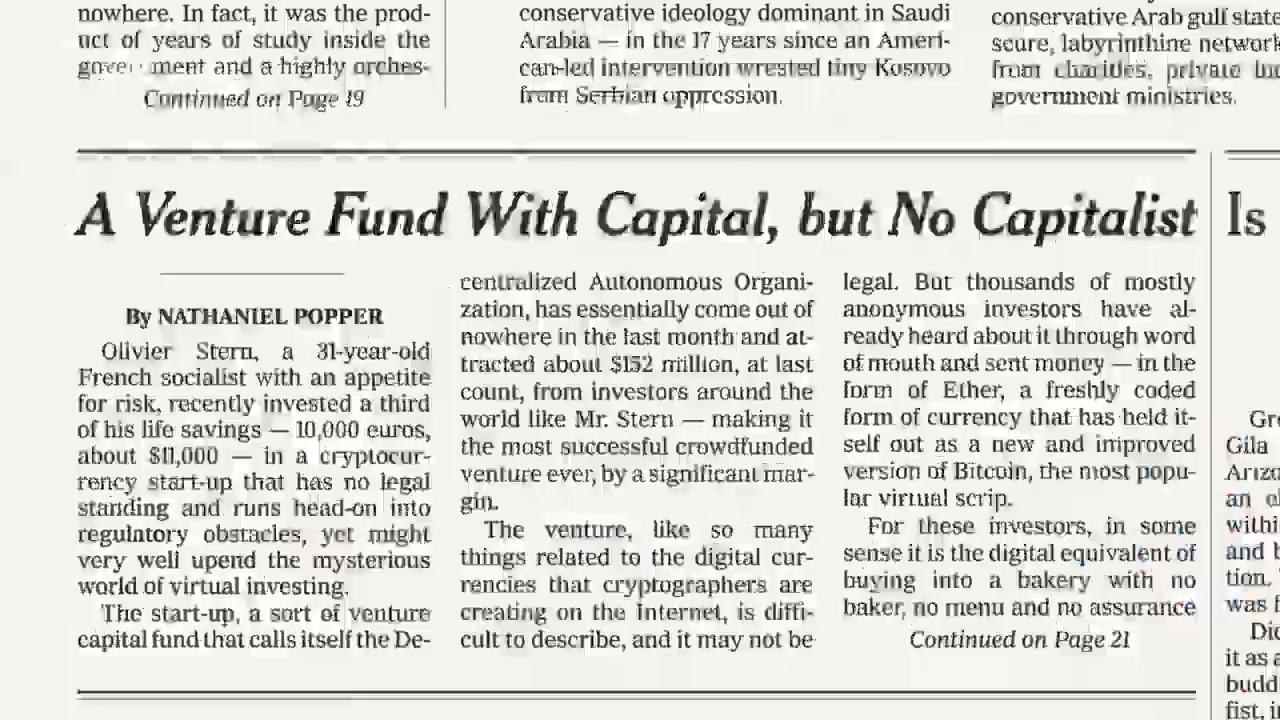 nowhere. In fact, it was the prod-
uct of years of study inside the
government and a highly orches-
Continued on Page 19
conservative ideology dominant in Saudi
Arabia — in the 17 years since an Ameri-
can-led intervention wrested tiny Kosovo
from Serbian oppression.
conservative Arab gulf state
scure, labyrinthine network
from charities, private
government ministries.
A Venture Fund With Capital, but No Capitalist
By NATHANIEL POPPER
Olivier Stern, a 31-year-old
French socialist with an appetite
for risk, recently invested a third
of his life savings — 10,000 euros,
about $11,000 — in a cryptocur-
rency start-up that has no legal
standing and runs head-on into
regulatory obstacles, yet might
very well upend the mysterious
world of virtual investing.
The start-up, a sort of venture
capital fund that calls itself the De-
centralized Autonomous Organi-
zation, has essentially come out of
nowhere in the last month and at-
tracted about $152 million, at last
count, from investors around the
world like Mr. Stern — making it
the most successful crowdfunded
venture ever, by a significant mar-
gin.
The venture, like so many
things related to the digital cur-
rencies that cryptographers are
creating on the internet, is diffi-
cult to describe, and it may not be
legal. But thousands of mostly
anonymous investors have al-
ready heard about it through word
of mouth and sent money — in the
form of Ether, a freshly coded
form of currency that has held it-
self out as a new and improved
version of Bitcoin, the most popu-
lar virtual scrip.
For these investors, in some
sense it is the digital equivalent of
buying into a bakery with no
baker, no menu and no assurance
Continued on Page 21
Is
Gr
Gila
Ariz
an
withi
and b
tion.
was f
Di
it as a
budd
fist, i